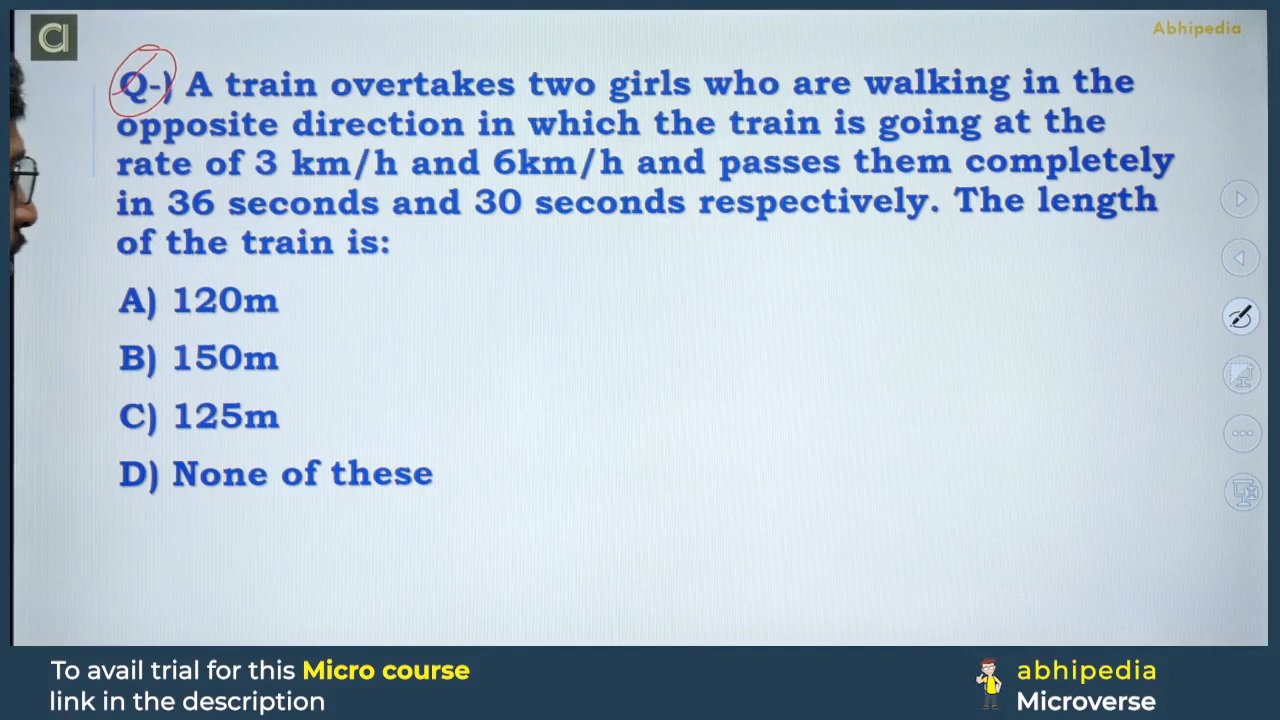 Abhipedia
Q-) A train overtakes two girls who are walking in the
opposite direction in which the train is going at the
rate of 3 km/h and 6km/h and passes them completely
in 36 seconds and 30 seconds respectively. The length
of the train is:
A) 120m
B) 150m
C) 125m
D) None of these
To avail trial for this Micro course
link in the description
abhipedia
Microverse